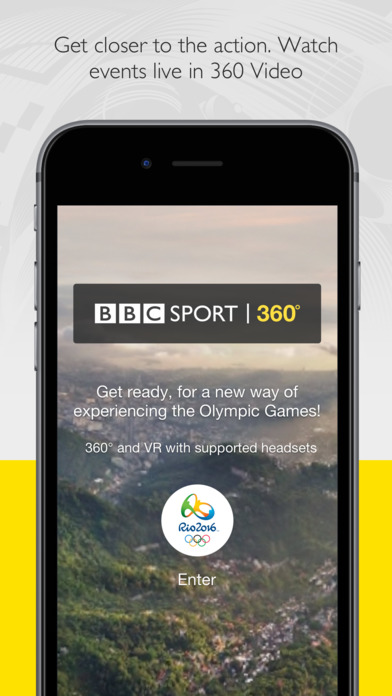 Get closer to the action. Watch
events live in 360 Video
BBC SPORT | 360°
Get ready, for a new way of
experiencing the Olympic Games!
360° and VR with supported headsets
Rio2016
Enter